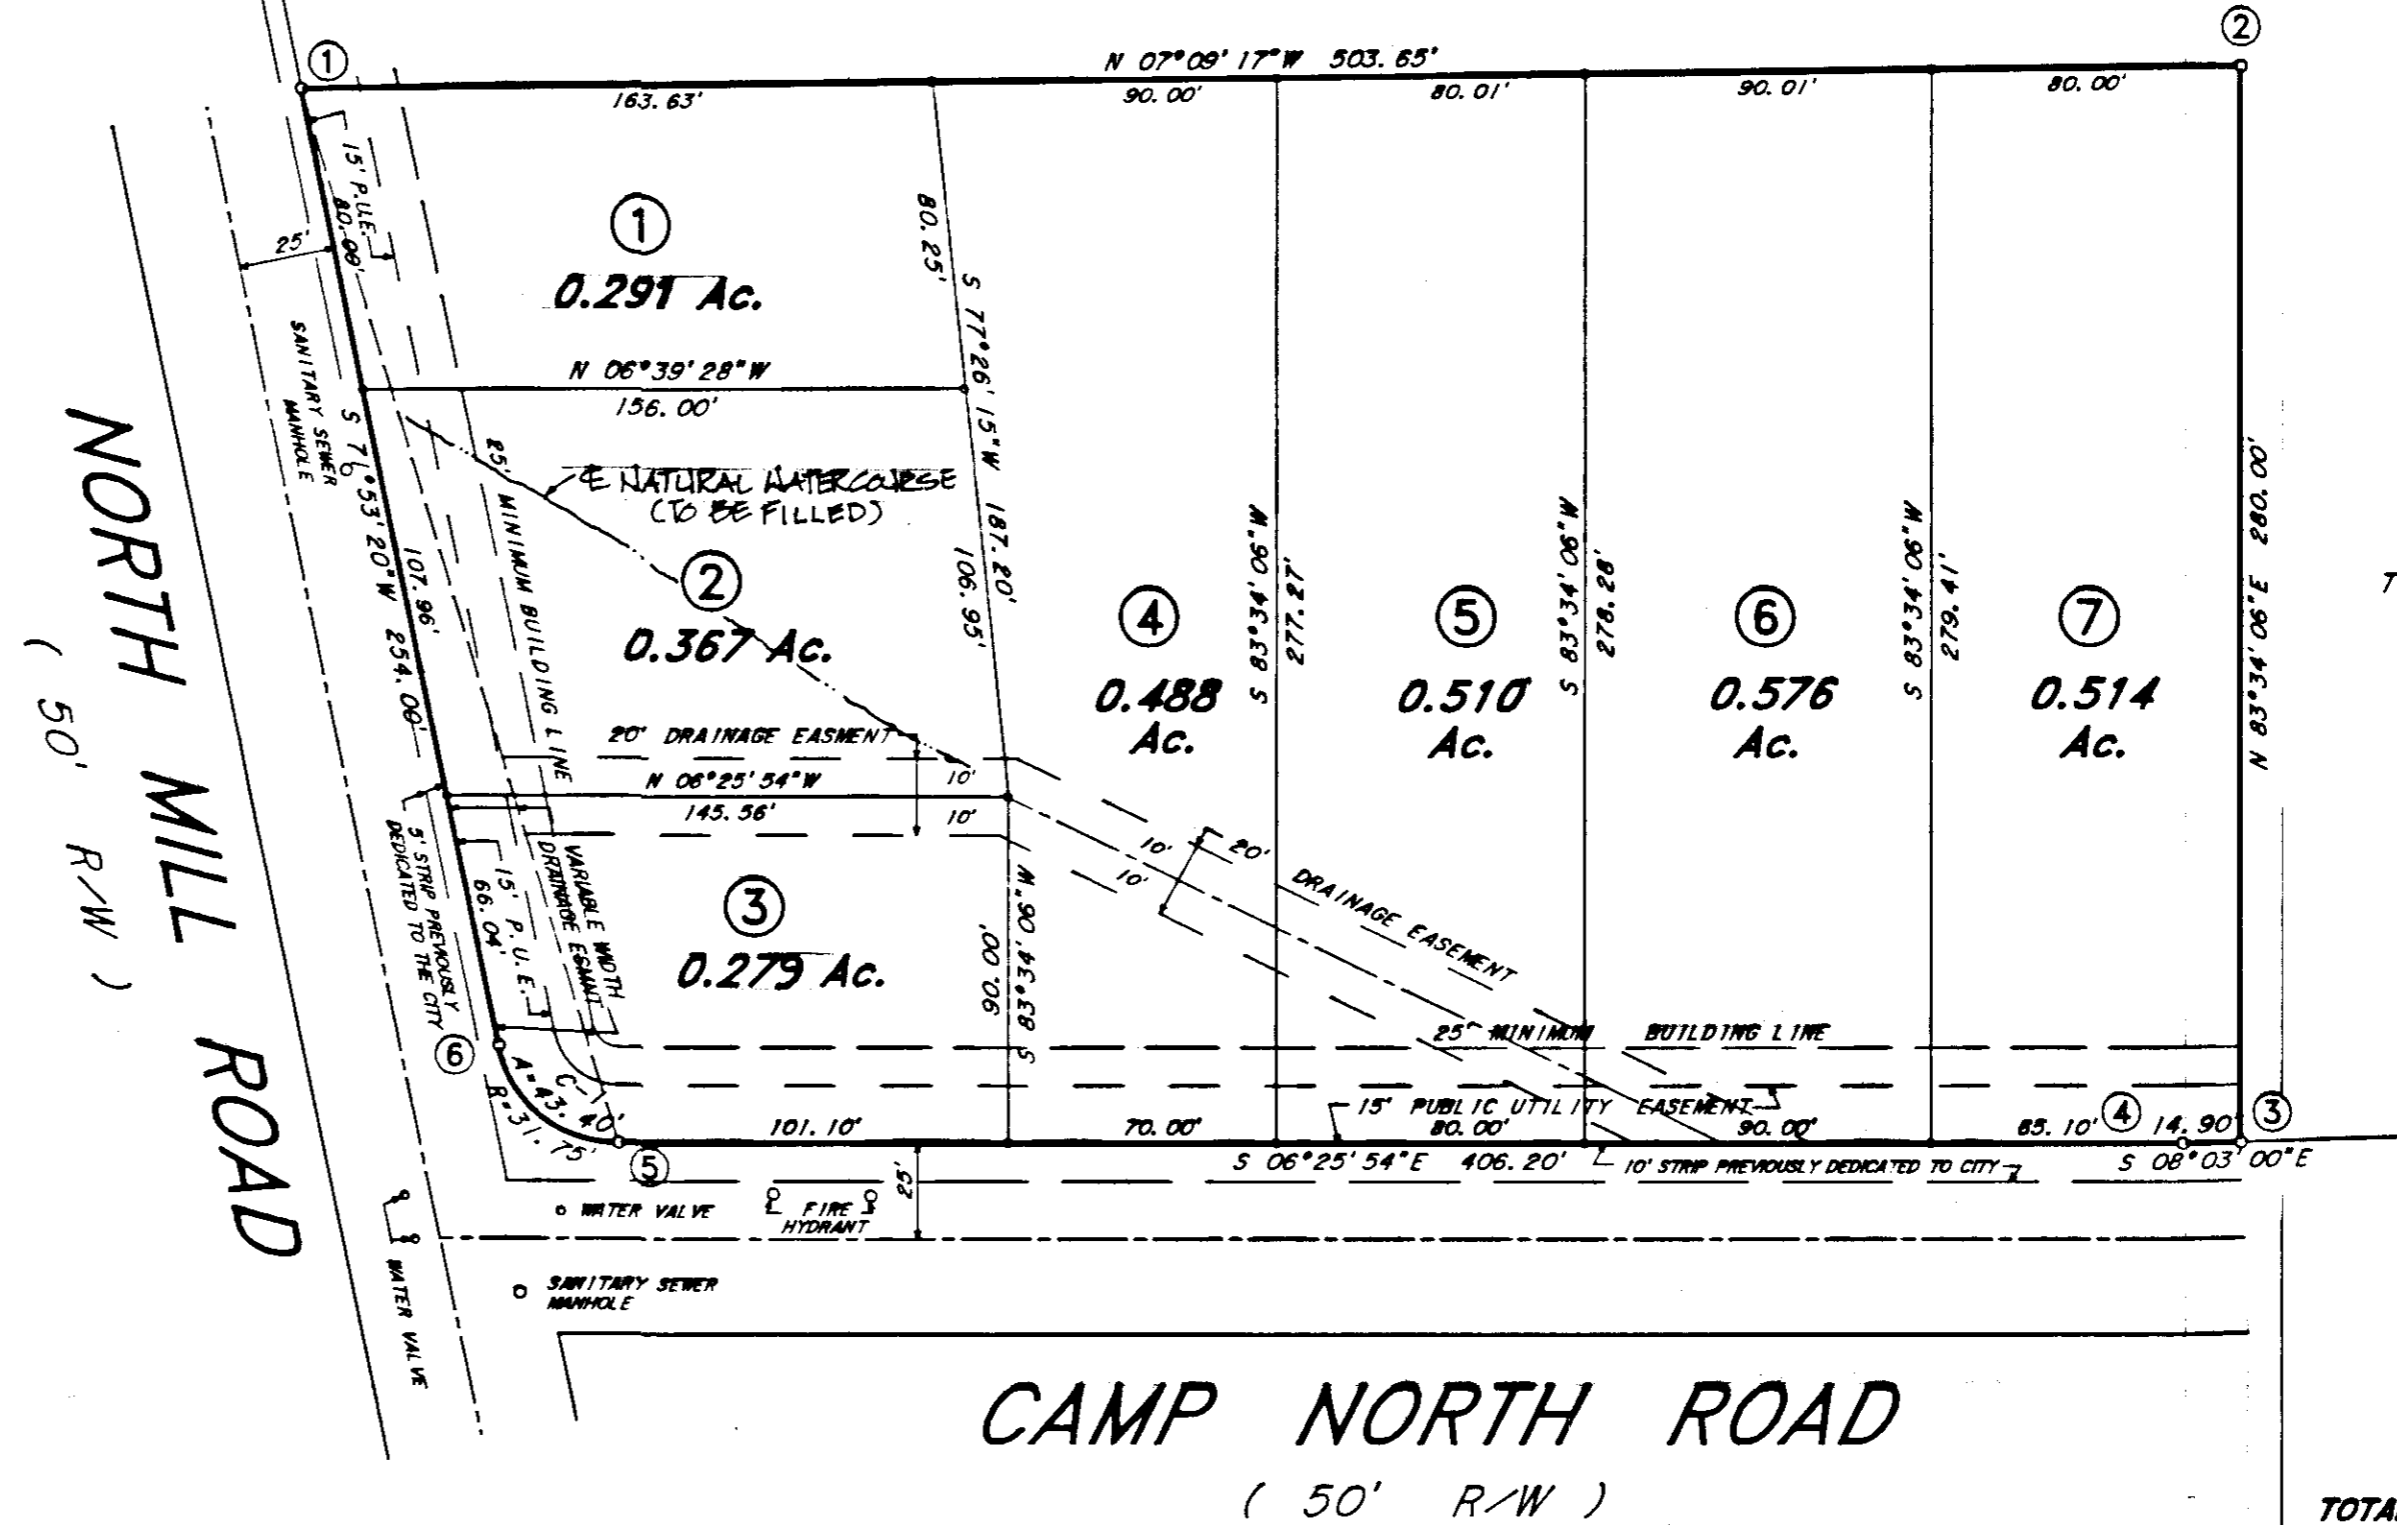 ①
②
N 07°09'17"W 503.65'
163.63'
90.00'
80.01'
90.01'
80.00'
15' P.U.E.
80.00'
25'
①
0.291 Ac.
80.25'
SANITARY SEWER
MANHOLE
N 06°39'28"W
156.00'
S 77°26'15"W 187.20'
S 71°53'20"W 254.00'
107.96'
25' MINIMUM BUILDING LINE
℄ NATURAL WATERCOURSE
(TO BE FILLED)
②
0.367 Ac.
106.95'
④
0.488
Ac.
S 83°34'06"W
277.27'
⑤
0.510
Ac.
S 83°34'06"W
278.28'
⑥
0.576
Ac.
S 83°34'06"W
279.41'
⑦
0.514
Ac.
N 83°34'06"E 280.00'
T
20' DRAINAGE EASMENT
10'
N 06°25'54"W
145.56'
10'
5' STRIP PREVIOUSLY
DEDICATED TO THE CITY
66.04'
15' P.U.E.
VARIABLE WIDTH
DRAINAGE ESMNT.
③
0.279 Ac.
S 83°34'06"W
90.00'
10'
10'
20' DRAINAGE EASEMENT
⑥
A=43.40'
C-1
R=31.75'
25' MINIMUM BUILDING LINE
15' PUBLIC UTILITY EASEMENT
101.10'
70.00'
80.00'
90.00'
65.10'
④
14.90'
③
⑤
S 06°25'54"E 406.20'
10' STRIP PREVIOUSLY DEDICATED TO CITY
S 08°03'00"E
25'
WATER VALVE
FIRE
HYDRANT
WATER VALVE
SANITARY SEWER
MANHOLE
NORTH MILL ROAD
( 50' R/W )
CAMP NORTH ROAD
( 50' R/W )
TOTA